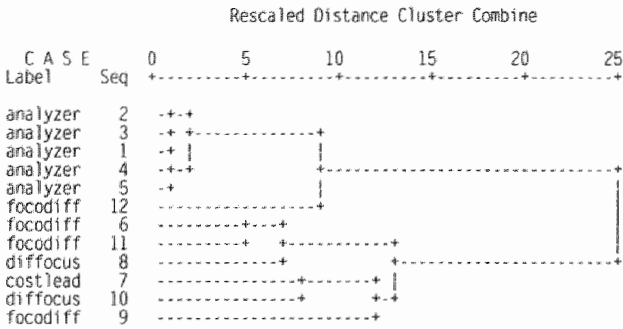 Rescaled Distance Cluster Combine
C A S E 0 5 10 15 20 25
Label Seq +---------+---------+---------+---------+---------+
analyzer 2 -+-+
analyzer 3 -+ +-------------+
analyzer 1 -+ | |
analyzer 4 -+-+ +-------------------------------+
analyzer 5 -+ | |
focodiff 12 -----------------+ |
focodiff 6 ---------+---+ |
focodiff 11 ---------+ +-----------+ |
diffocus 8 -------------+ +-----------------------+
costlead 7 ---------------+-------+ |
diffocus 10 ---------------+ +-+
focodiff 9 -----------------------+